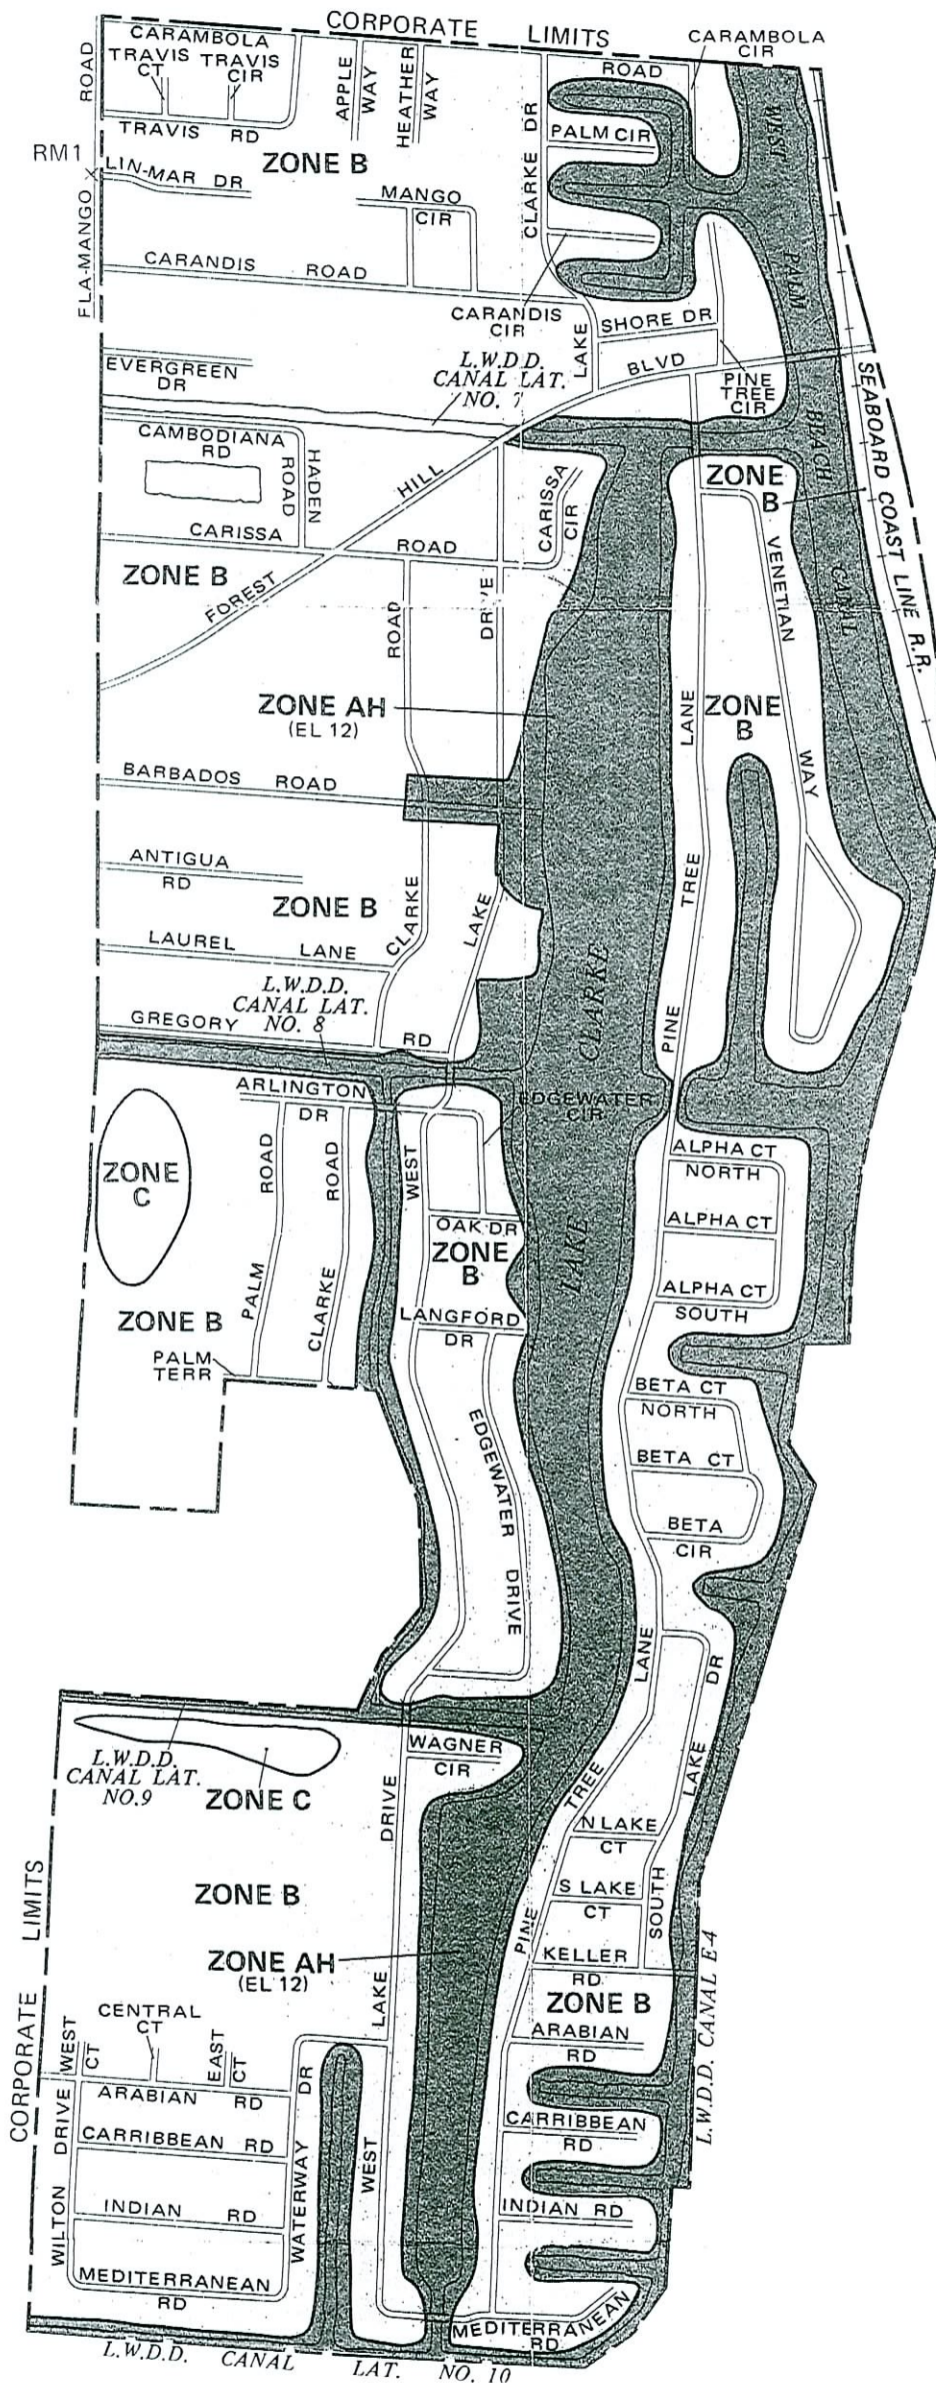 CORPORATE LIMITS
CARAMBOLA
ROAD
CARAMBOLA
CIR
ROAD
TRAVIS
CT
TRAVIS
CIR
APPLE
WAY
HEATHER
WAY
CLARKE DR
PALM CIR
WEST PALM BEACH CANAL
TRAVIS RD
RM1
ZONE B
LIN-MAR DR
MANGO
CIR
FLA-MANGO
CARANDIS ROAD
CARANDIS
CIR
LAKE
SHORE DR
L.W.D.D.
CANAL LAT.
NO. 7
BLVD
PINE
TREE
CIR
EVERGREEN
DR
SEABOARD COAST LINE R.R.
CAMBODIANA
RD
HADEN
ROAD
HILL
CARISSA
CIR
ZONE
B
CARISSA ROAD
VENETIAN
ZONE B
FOREST
ROAD
DRIVE
ZONE AH
(EL 12)
LANE
ZONE
B
WAY
BARBADOS ROAD
ANTIGUA
RD
TREE
ZONE B
CLARKE
LAKE
LAUREL LANE
L.W.D.D.
CANAL LAT.
NO. 8
CLARKE
GREGORY RD
PINE
ARLINGTON
DR
EDGEWATER
CIR
ZONE
C
ROAD
ROAD
WEST
ALPHA CT
NORTH
OAK DR
ALPHA CT
LAKE
ZONE
B
PALM
CLARKE
ALPHA CT
SOUTH
ZONE B
LANGFORD
DR
PALM
TERR
BETA CT
NORTH
EDGEWATER DRIVE
BETA CT
BETA
CIR
LANE
DR
L.W.D.D.
CANAL LAT.
NO.9
WAGNER
CIR
ZONE C
TREE
LAKE
DRIVE
N LAKE
CT
S LAKE
CT
ZONE B
SOUTH
PINE
CORPORATE LIMITS
ZONE AH
(EL 12)
KELLER
RD
L.W.D.D. CANAL E-4
ZONE B
LAKE
CENTRAL
CT
WEST
CT
EAST
CT
ARABIAN
RD
DR
ARABIAN RD
CARRIBBEAN
RD
CARRIBBEAN RD
WILTON DRIVE
WEST
WATERWAY
INDIAN RD
INDIAN RD
MEDITERRANEAN
RD
MEDITERRANEAN
RD
L.W.D.D. CANAL LAT. NO. 10